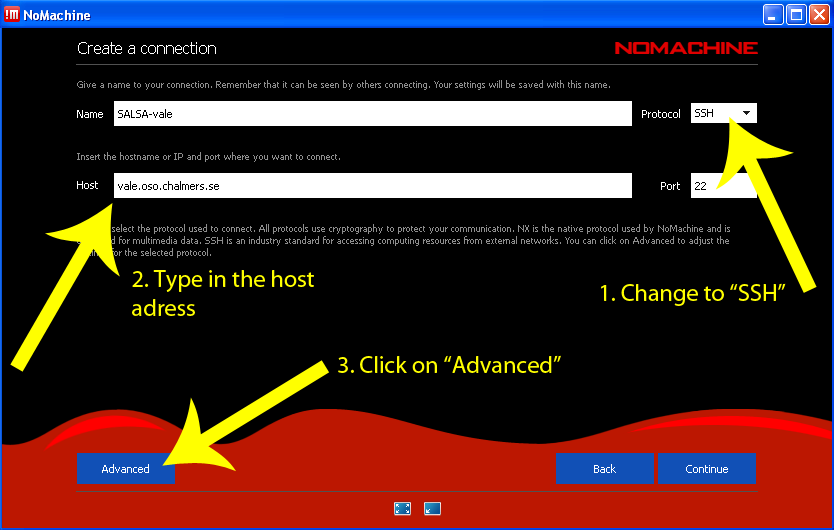 NoMachine
Create a connection
NOMACHINE
Give a name to your connection. Remember that it can be seen by others connecting. Your settings will be saved with this name.
Name SALSA-vale Protocol SSH
Insert the hostname or IP and port where you want to connect.
Host vale.oso.chalmers.se Port 22
select the protocol used to connect. All protocols use cryptography to protect your communication. NX is the native protocol used by NoMachine and is
for multimedia data. SSH is an industry standard for accessing computing resources from external networks. You can click on Advanced to adjust the
for the selected protocol.
2. Type in the host
adress
1. Change to “SSH”
3. Click on “Advanced”
Advanced Back Continue